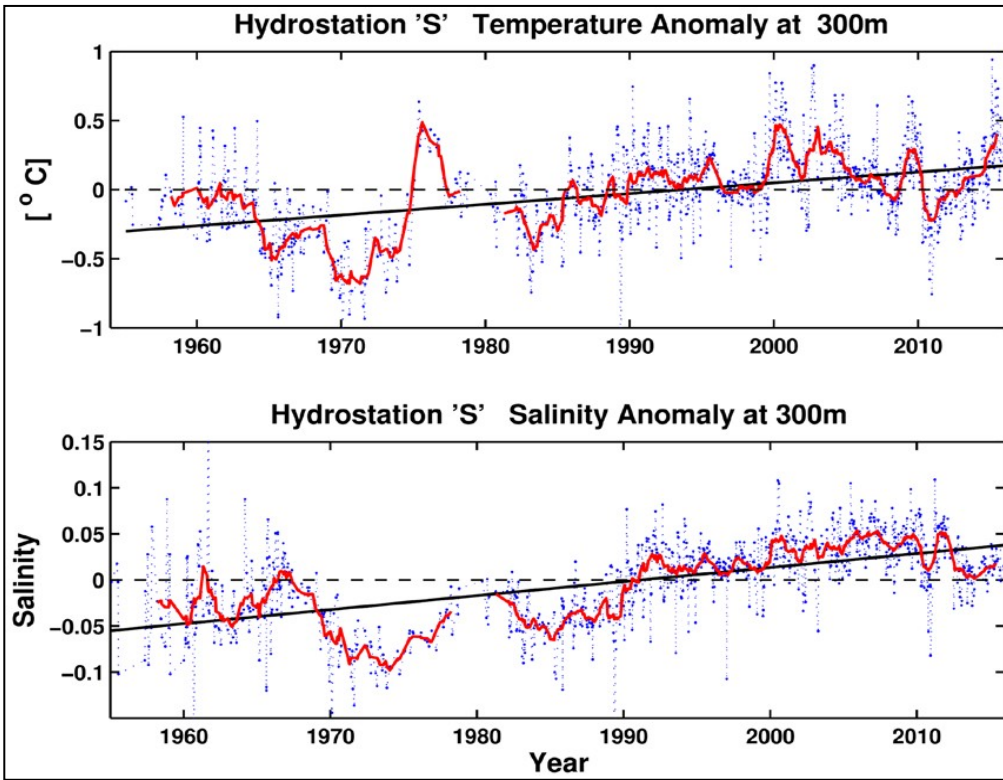 Hydrostation 'S' Temperature Anomaly at 300m
1
0.5
0
−0.5
−1
[ ° C]
1960 1970 1980 1990 2000 2010
Hydrostation 'S' Salinity Anomaly at 300m
0.15
0.1
0.05
0
−0.05
−0.1
Salinity
1960 1970 1980 1990 2000 2010
Year